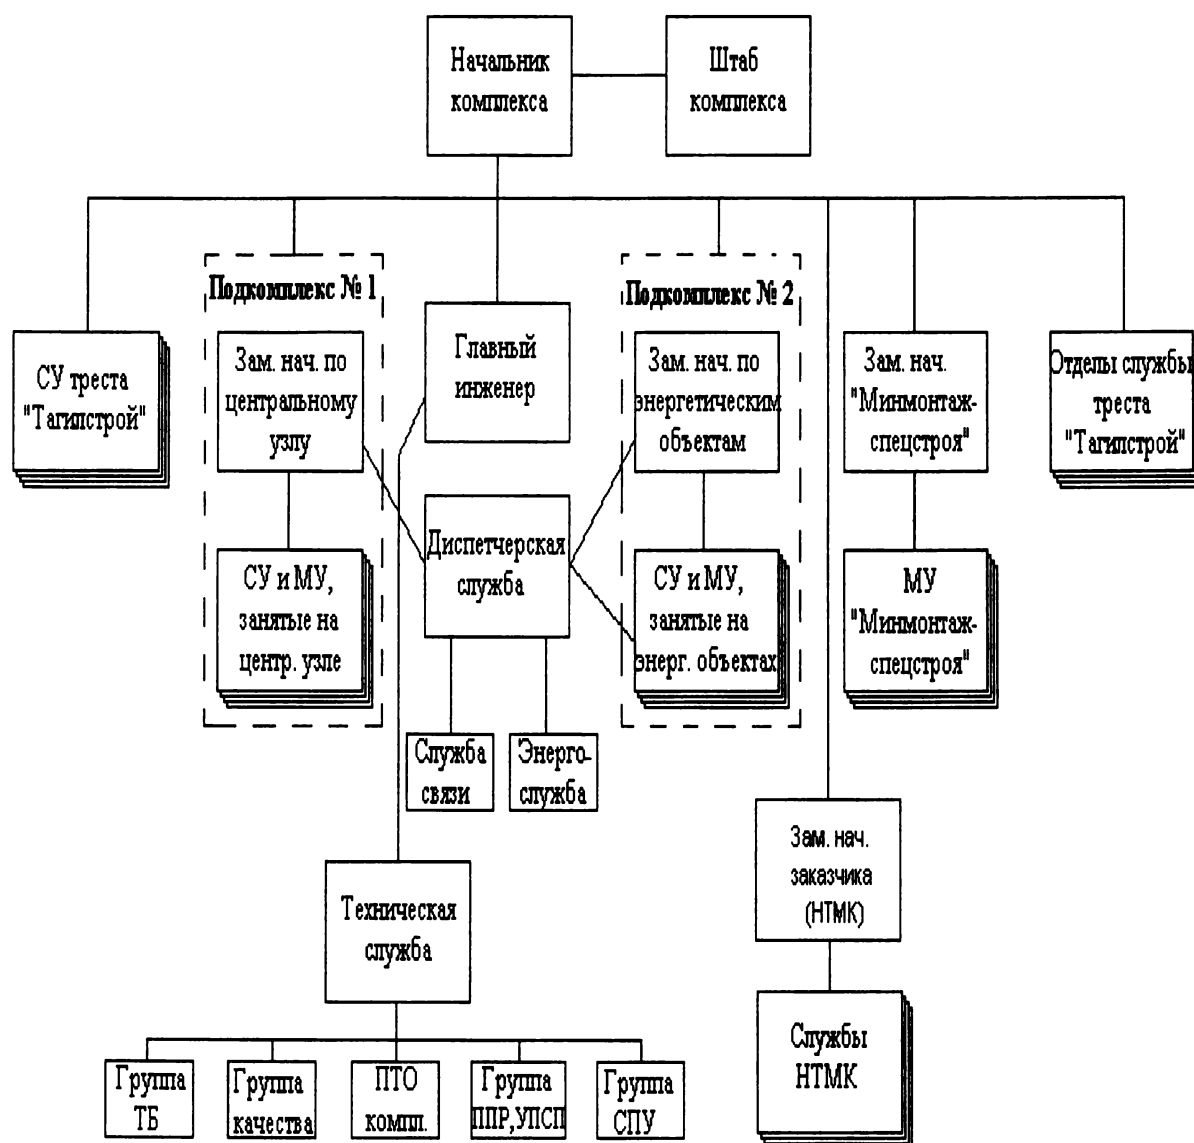 Начальник
комплекса
Штаб
комплекса
Подкомплекс № 1
Подкомплекс № 2
СУ треста
"Тагилстрой"
Зам. нач. по
центральному
узлу
Главный
инженер
Зам. нач. по
энергетическим
объектам
Зам. нач.
"Минмонтаж-
спецстроя"
Отделы службы
треста
"Тагилстрой"
СУ и МУ,
занятые на
центр. узле
Диспетчерская
служба
СУ и МУ,
занятые на
энерг. объектах
МУ
"Минмонтаж-
спецстроя"
Служба
связи
Энерго-
служба
Зам. нач.
заказчика
(НТМК)
Техническая
служба
Службы
НТМК
Группа
ТБ
Группа
качества
ПТО
компл.
Группа
ППР,УПСП
Группа
СПУ